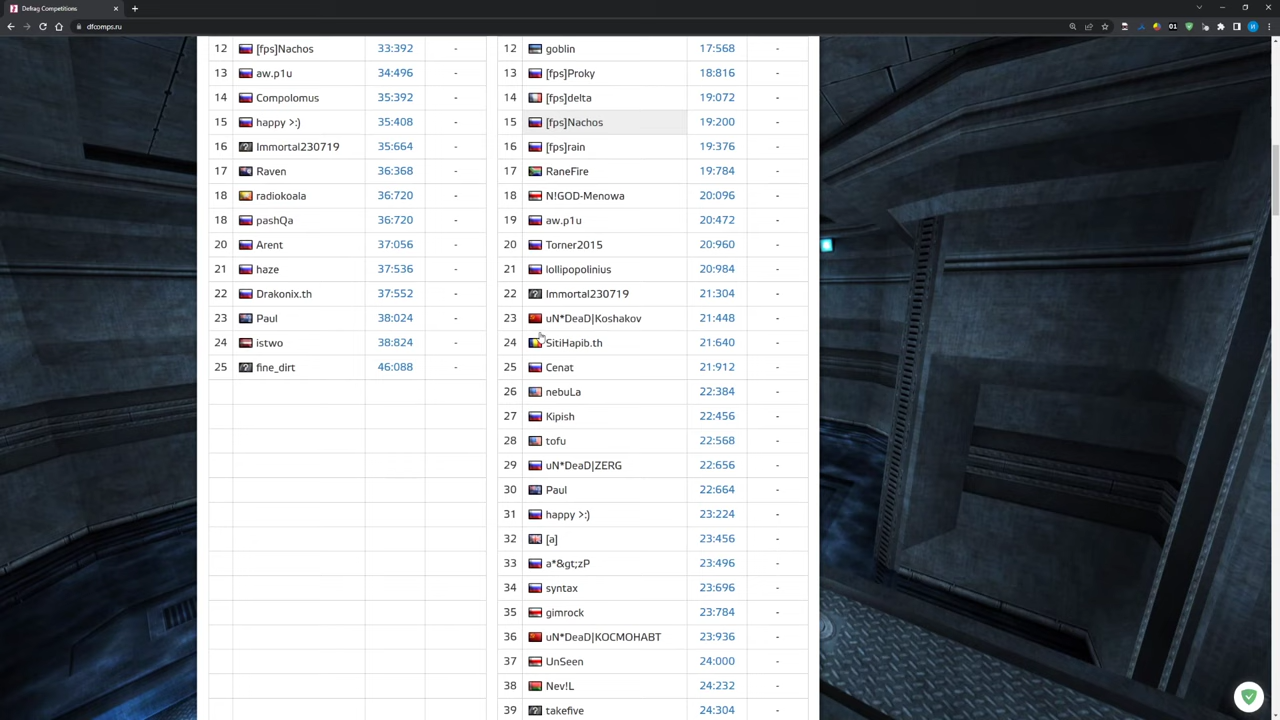 Defrag Competitions
dfcomps.ru
12 [fps]Nachos 33:392 -
13 aw.p1u 34:496 -
14 Compolomus 35:392 -
15 happy >:) 35:408 -
16 Immortal230719 35:664 -
17 Raven 36:368 -
18 radiokoala 36:720 -
18 pashQa 36:720 -
20 Arent 37:056 -
21 haze 37:536 -
22 Drakonix.th 37:552 -
23 Paul 38:024 -
24 istwo 38:824 -
25 fine_dirt 46:088 -
12 goblin 17:568 -
13 [fps]Proky 18:816 -
14 [fps]delta 19:072 -
15 [fps]Nachos 19:200 -
16 [fps]rain 19:376 -
17 RaneFire 19:784 -
18 N!GOD-Menowa 20:096 -
19 aw.p1u 20:472 -
20 Torner2015 20:960 -
21 lollipopolinius 20:984 -
22 Immortal230719 21:304 -
23 uN*DeaD|Koshakov 21:448 -
24 SitiHapib.th 21:640 -
25 Cenat 21:912 -
26 nebuLa 22:384 -
27 Kipish 22:456 -
28 tofu 22:568 -
29 uN*DeaD|ZERG 22:656 -
30 Paul 22:664 -
31 happy >:) 23:224 -
32 [a] 23:456 -
33 a*&gt;zP 23:496 -
34 syntax 23:696 -
35 gimrock 23:784 -
36 uN*DeaD|КОСМОНАВТ 23:936 -
37 UnSeen 24:000 -
38 Nev!L 24:232 -
39 takefive 24:304 -